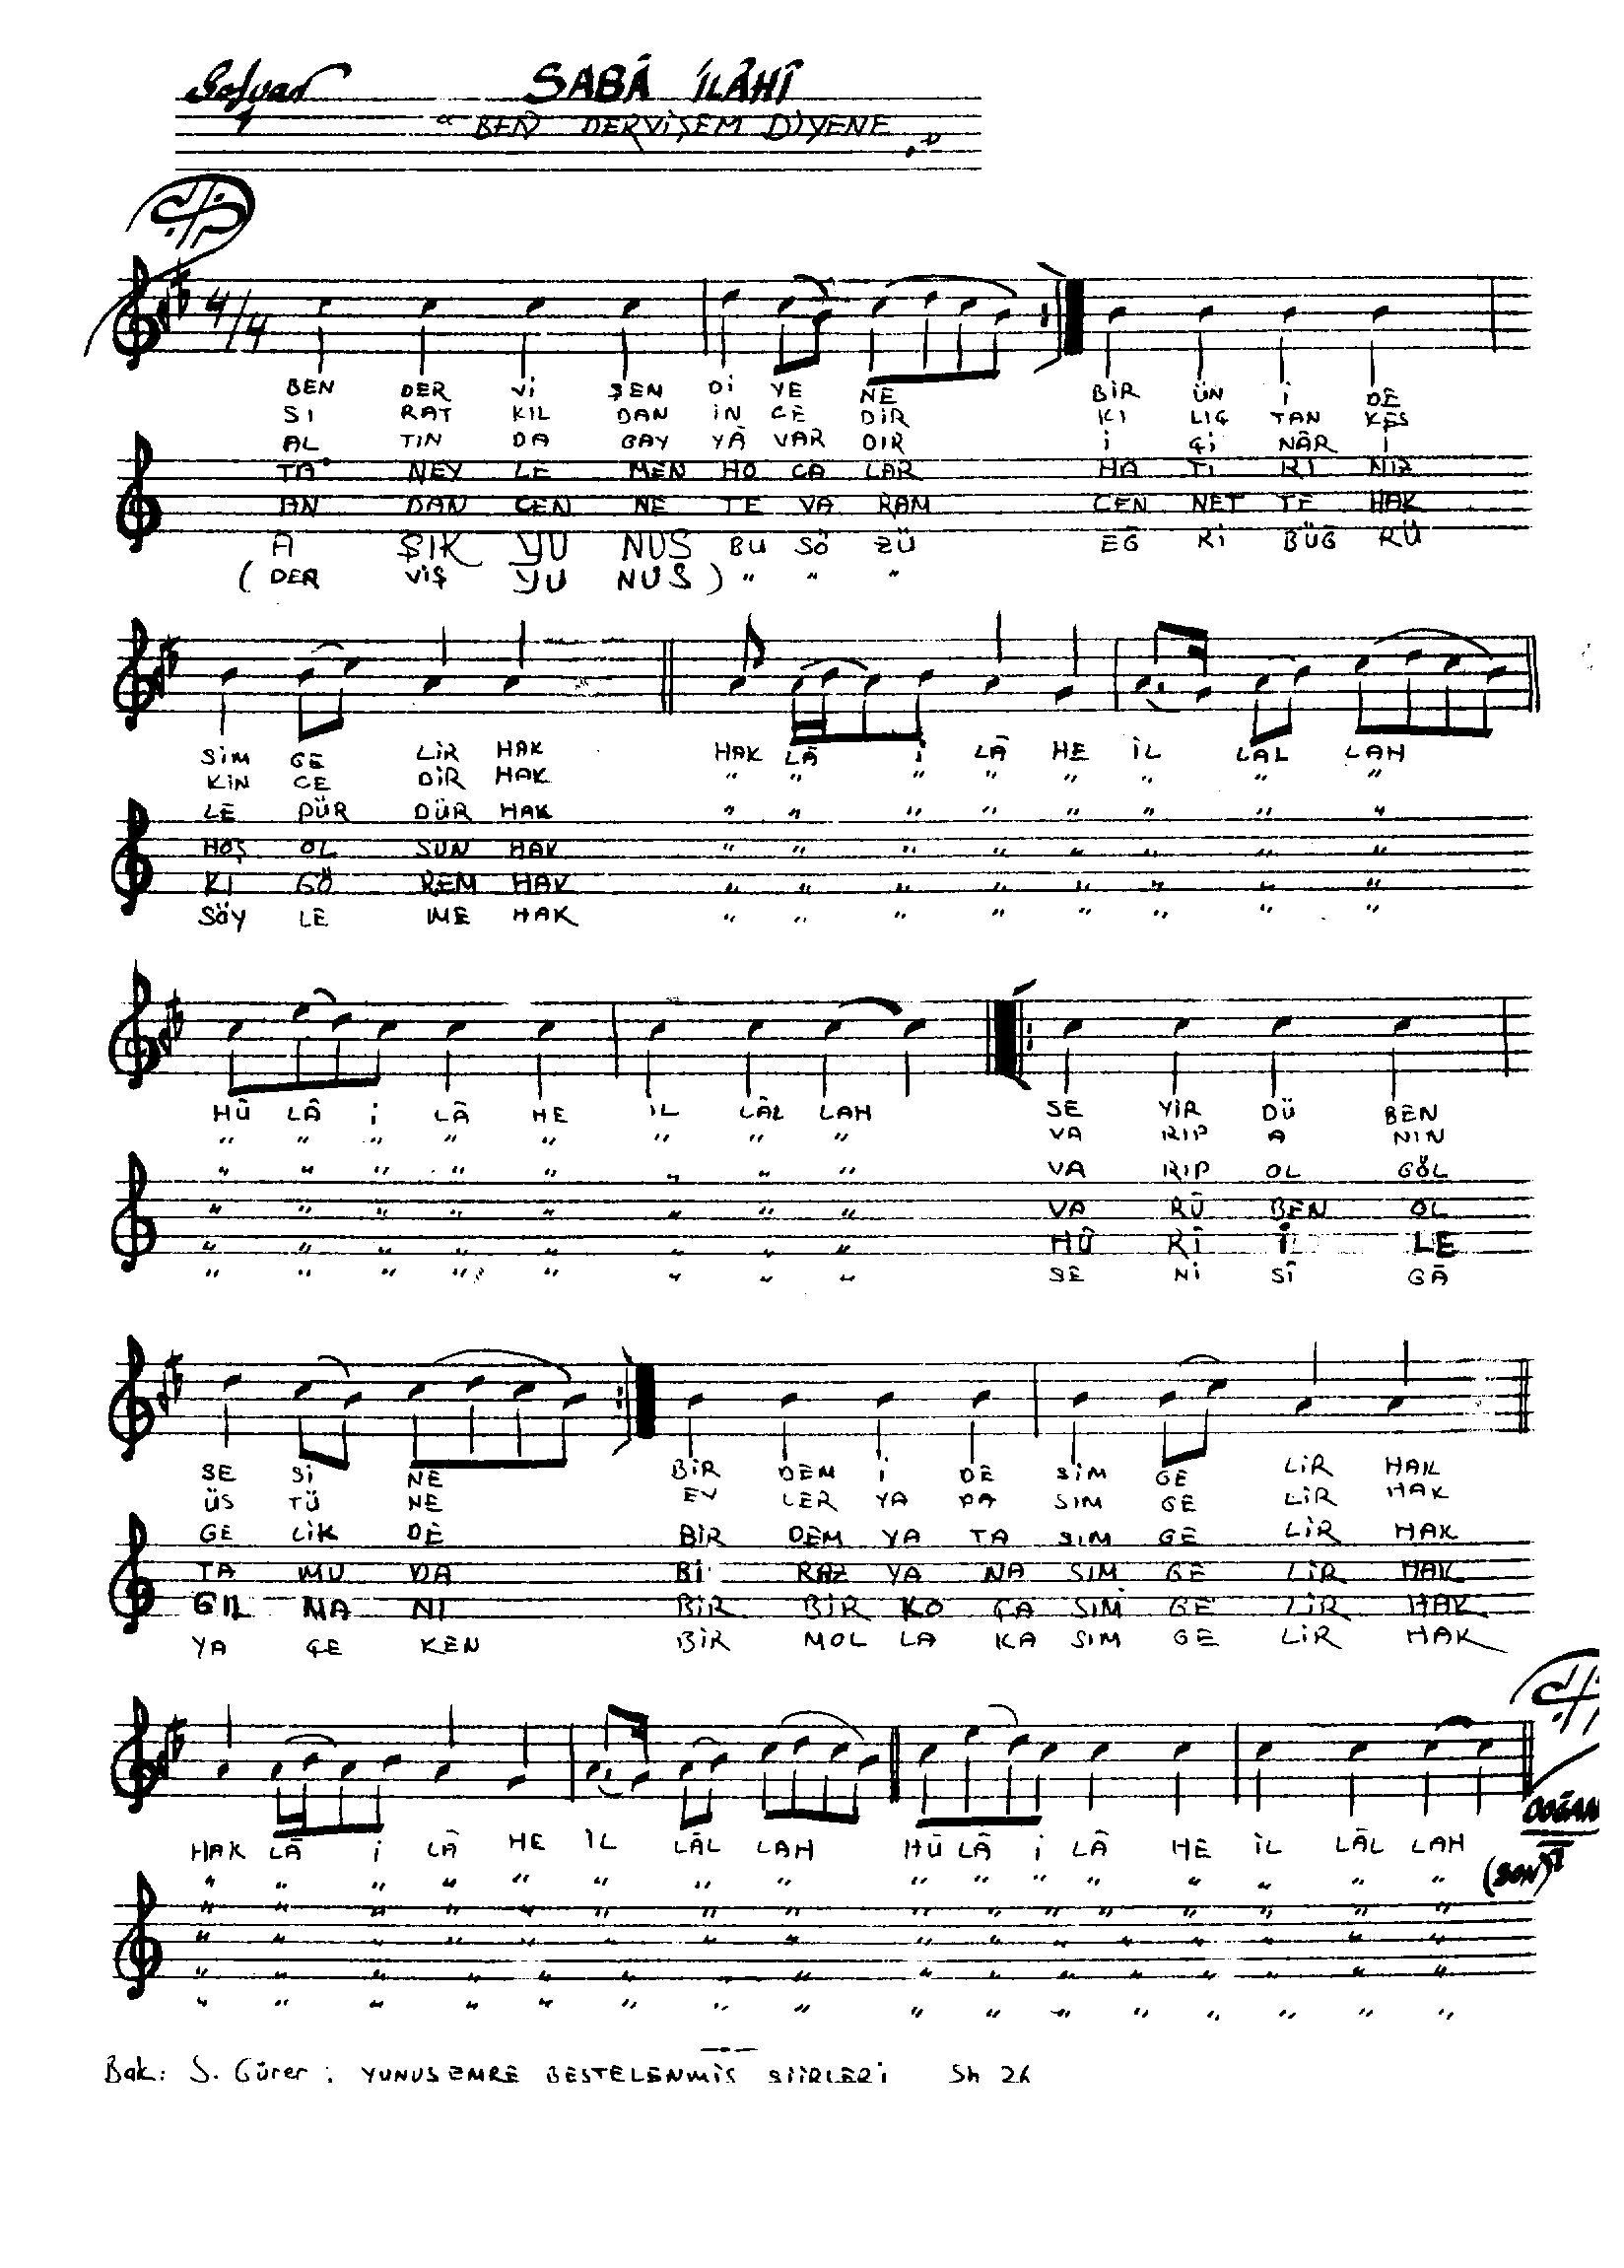 Sofyan SABÂ İLÂHÎ
"BEN DERVİŞEM DİYENE ,,"
4/4
BEN DER Vİ ŞEN Dİ YE NE BİR ÜN İ DE
SI RAT KIL DAN İN CE DİR KI LIÇ TAN KES
AL TIN DA GAY YÂ VAR DIR İ Çİ NÂR İ
TA' NEY LE MEN HO CA LAR HA TI RI NIZ
AN DAN CEN NE TE VA RAM CEN NET TE HAK
A ŞIK YU NUS BU SÖ ZÜ EĞ Rİ BÜĞ RÜ
(DER VİŞ YU NUS) " " "
SİM GE LİR HAK HAK LÂ İ LÂ HE İL LAL LAH
KİN CE DİR HAK " " " " " " " "
LE DÜR DÜR HAK " " " " " " " "
HOŞ OL SUN HAK " " " " " " " "
KI GÖ REM HAK " " " " " " " "
SÖY LE ME HAK " " " " " " " "
HÛ LÂ İ LÂ HE İL LÂL LAH SE YİR DÜ BEN
" " " " " " " " VA RIP A NIN
" " " " " " " " VA RIP OL GÖL
" " " " " " " " VA RÛ BEN OL
" " " " " " " " HÛ RÎ İ LE
" " " " " " " " SE Nİ SÎ GÂ
SE Sİ NE BİR DEM İ DE SİM GE LİR HAK
ÜS TÜ NE EV LER YA PA SIM GE LİR HAK
GE LİK DE BİR DEM YA TA SIM GE LİR HAK
TA MU DA Bİ RAZ YA NA SIM GE LİR HAK
GIL MA NI BİR BİR KO ÇA SIM GE LİR HAK
YA ÇE KEN BİR MOL LA KA SIM GE LİR HAK
HAK LÂ İ LÂ HE İL LÂL LAH HÛ LÂ İ LÂ HE İL LÂL LAH DOĞAN
" " " " " " " " " " " " " " " " (SON)
" " " " " " " " " " " " " " " "
" " " " " " " " " " " " " " " "
" " " " " " " " " " " " " " " "
" " " " " " " " " " " " " " " "
Bak: S. Gürer: YUNUS EMRE BESTELENMİŞ ŞİİRLERİ Sh 26